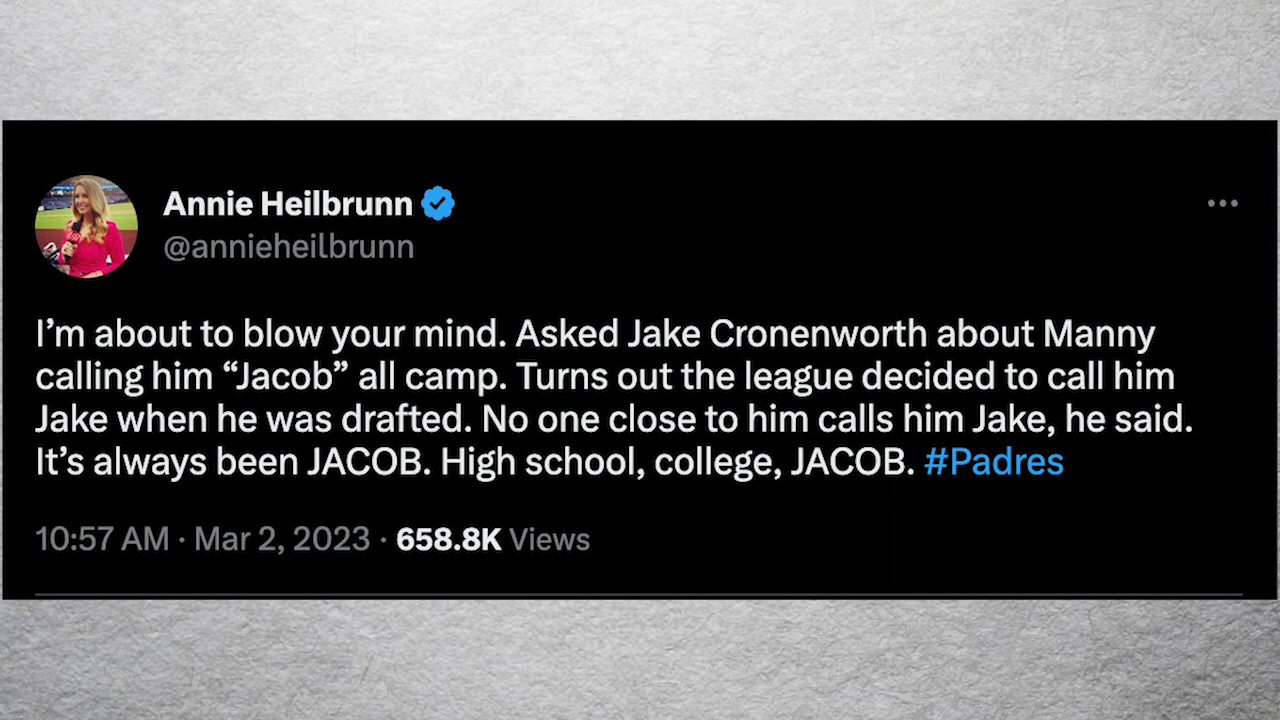 Annie Heilbrunn
@annieheilbrunn
I’m about to blow your mind. Asked Jake Cronenworth about Manny
calling him “Jacob” all camp. Turns out the league decided to call him
Jake when he was drafted. No one close to him calls him Jake, he said.
It’s always been JACOB. High school, college, JACOB. #Padres
10:57 AM · Mar 2, 2023 · 658.8K Views